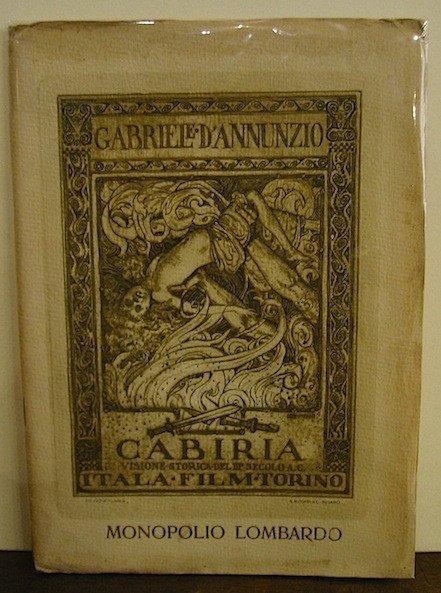 GABRIELE D'ANNUNZIO
CABIRIA
VISIONE·STORICA·DEL III° SECOLO A.C.
ITALA·FILM·TORINO
MONOPOLIO LOMBARDO